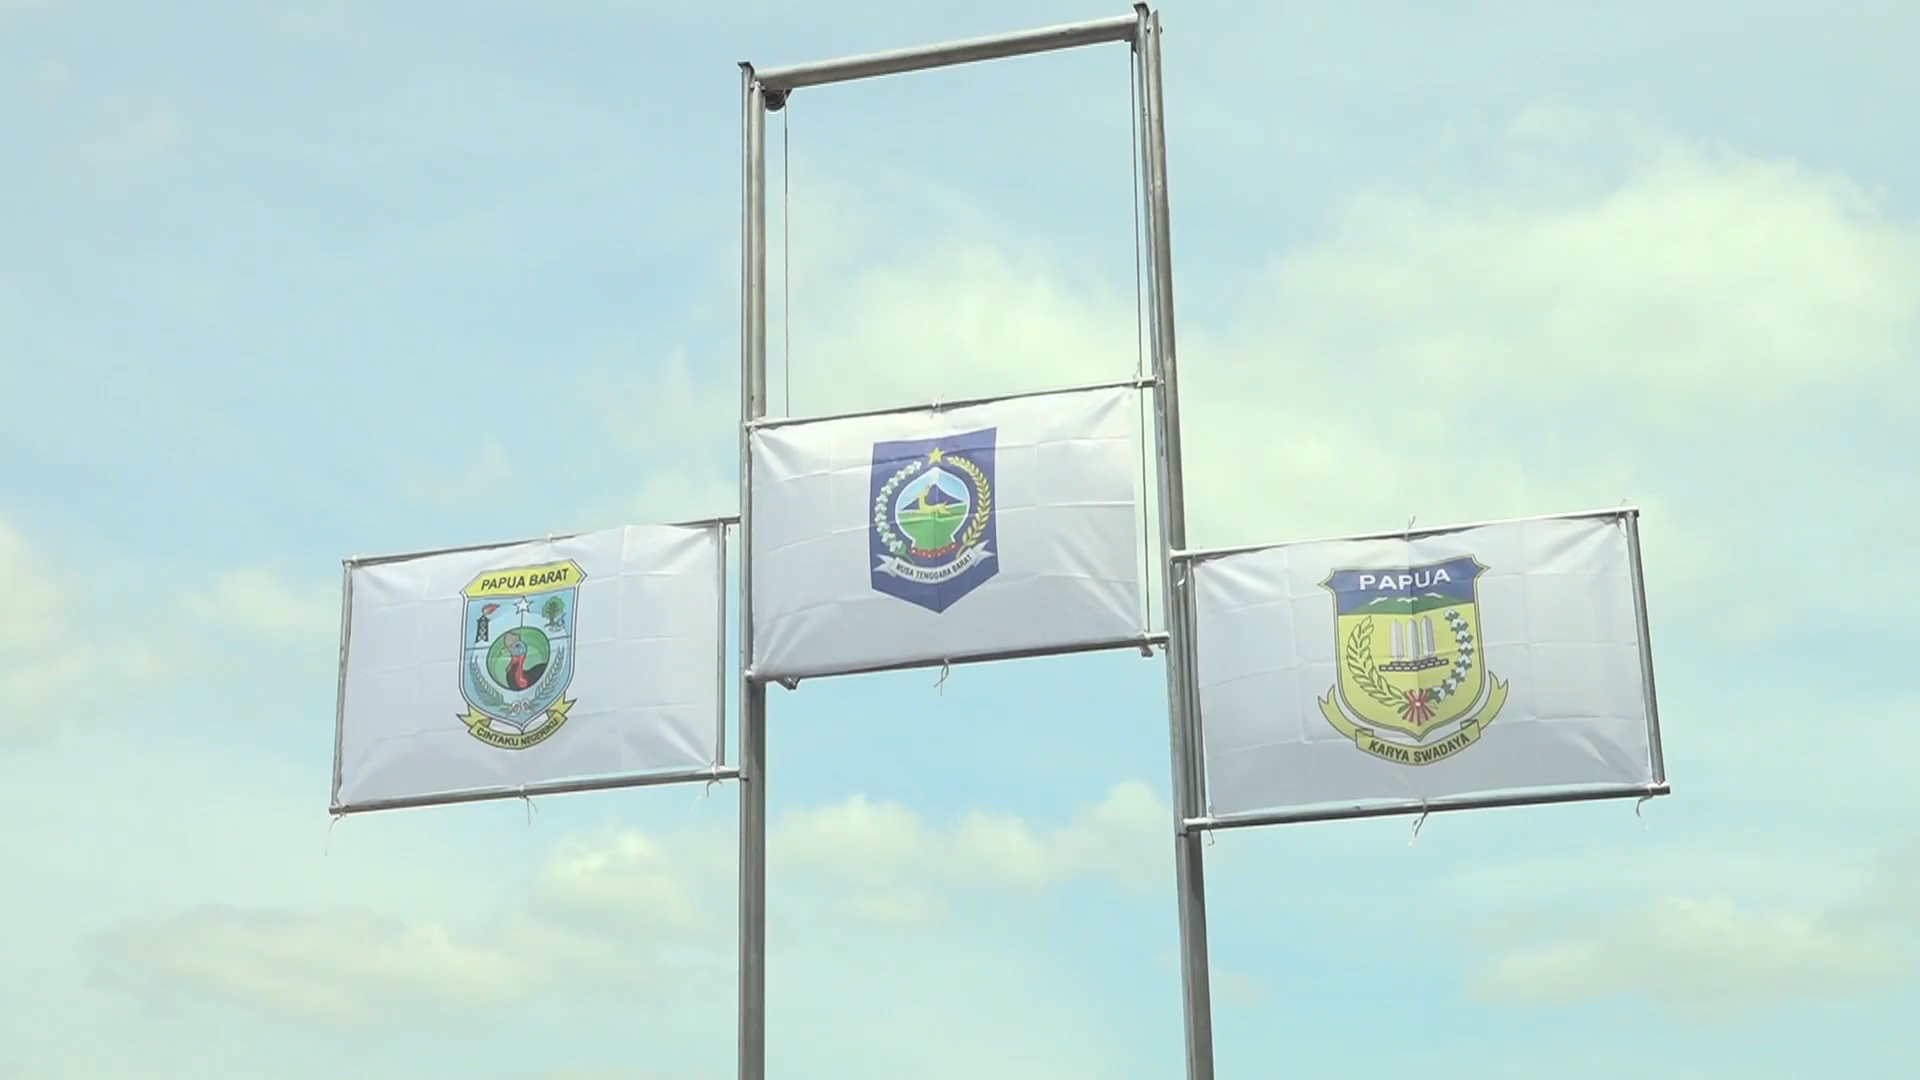 PAPUA BARAT
CINTAKU NEGERIKU
NUSA TENGGARA BARAT
PAPUA
KARYA SWADAYA